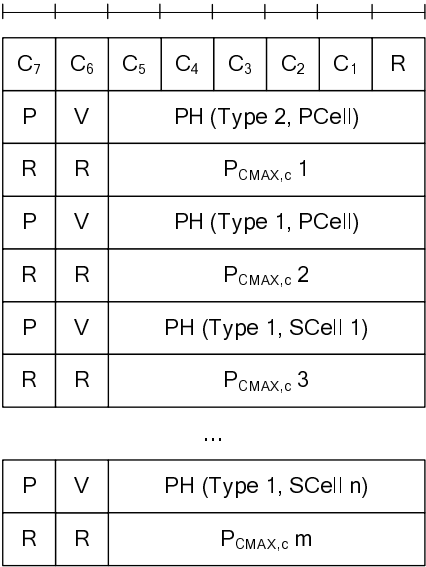 C7 C6 C5 C4 C3 C2 C1 R
P V PH (Type 2, PCell)
R R PCMAX,c 1
P V PH (Type 1, PCell)
R R PCMAX,c 2
P V PH (Type 1, SCell 1)
R R PCMAX,c 3
...
P V PH (Type 1, SCell n)
R R PCMAX,c m